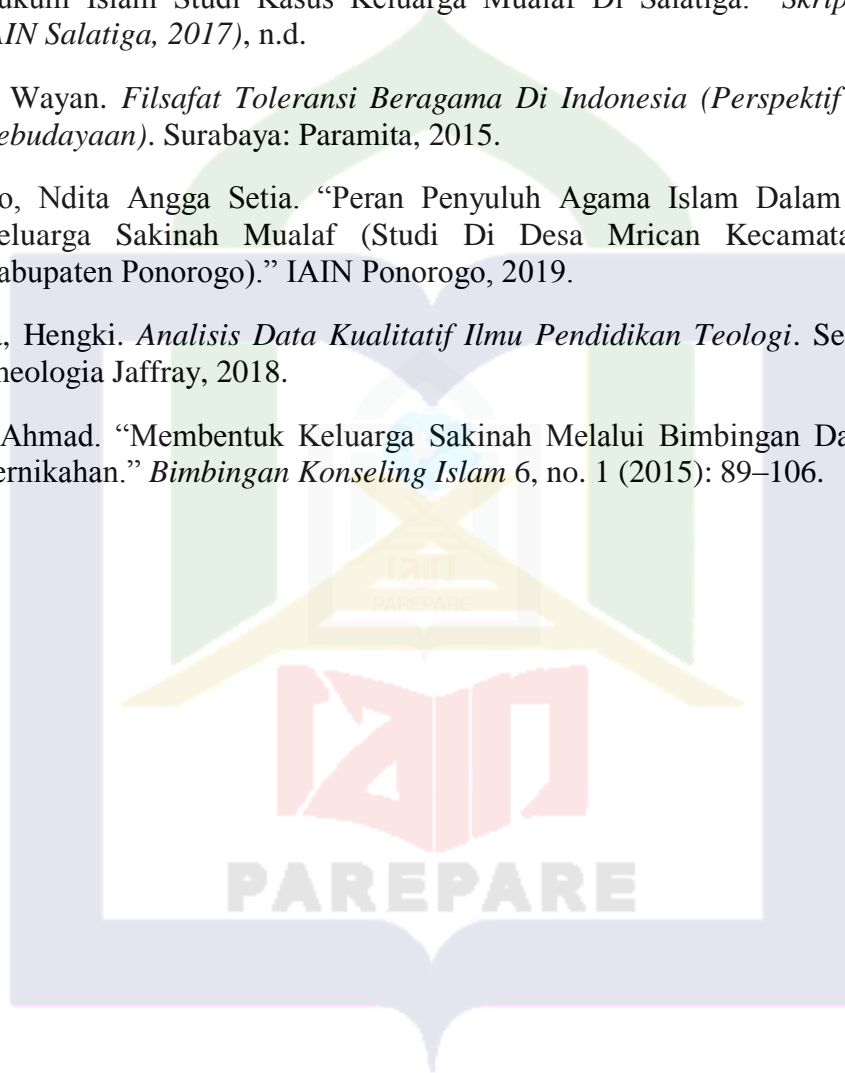 ukum Islam Studi Kasus Keluarga Mualaf Di Salatiga.” Skrip
AIN Salatiga, 2017), n.d.
Wayan. Filsafat Toleransi Beragama Di Indonesia (Perspektif
ebudayaan). Surabaya: Paramita, 2015.
o, Ndita Angga Setia. “Peran Penyuluh Agama Islam Dalam
eluarga Sakinah Mualaf (Studi Di Desa Mrican Kecamata
abupaten Ponorogo).” IAIN Ponorogo, 2019.
a, Hengki. Analisis Data Kualitatif Ilmu Pendidikan Teologi. Se
heologia Jaffray, 2018.
Ahmad. “Membentuk Keluarga Sakinah Melalui Bimbingan Da
ernikahan.” Bimbingan Konseling Islam 6, no. 1 (2015): 89–106.
iain
PAREPARE
iain
PAREPARE